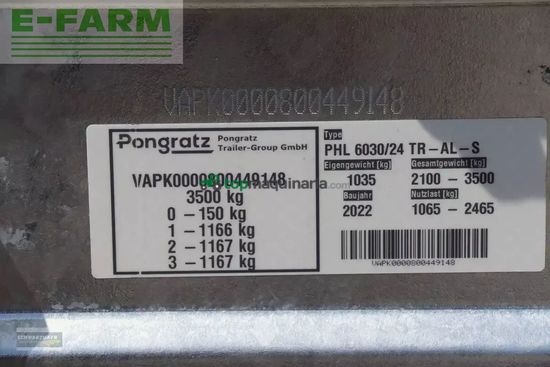 E-FARM
VAPK0000800449148
Pongratz
Pongratz
Trailer-Group GmbH
VAPK0000800449148
3500 kg
0 - 150 kg
1 - 1166 kg
2 - 1167 kg
3 - 1167 kg
Type
PHL 6030/24 TR-AL-S
Eigengewicht [kg] Gesamtgewicht [kg]
1035 2100 - 3500
Baujahr Nutzlast [kg]
2022 1065 - 2465
VAPK0000800449148
topmaquinaria.com
SCHWARZMAYR